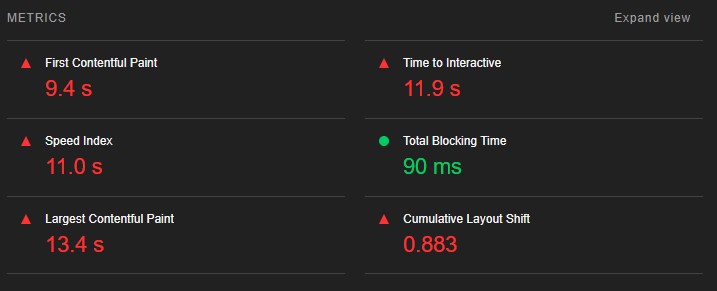 METRICS
Expand view
First Contentful Paint
9.4 s
Time to Interactive
11.9 s
Speed Index
11.0 s
Total Blocking Time
90 ms
Largest Contentful Paint
13.4 s
Cumulative Layout Shift
0.883